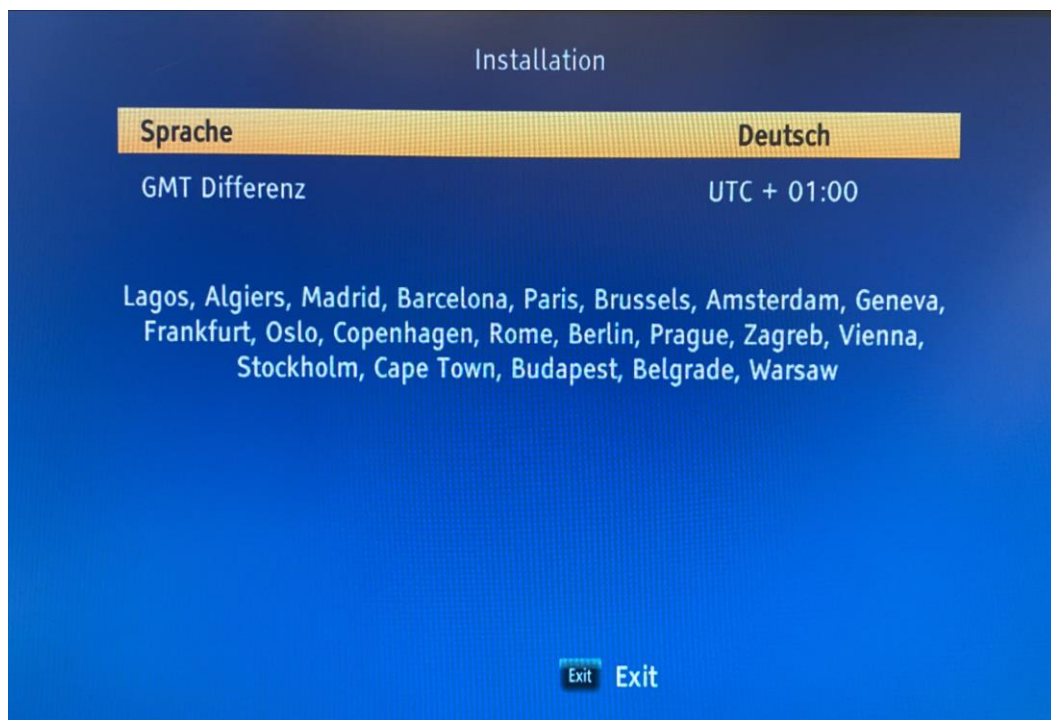 Installation
Sprache Deutsch
GMT Differenz UTC + 01:00
Lagos, Algiers, Madrid, Barcelona, Paris, Brussels, Amsterdam, Geneva,
Frankfurt, Oslo, Copenhagen, Rome, Berlin, Prague, Zagreb, Vienna,
Stockholm, Cape Town, Budapest, Belgrade, Warsaw
Exit Exit